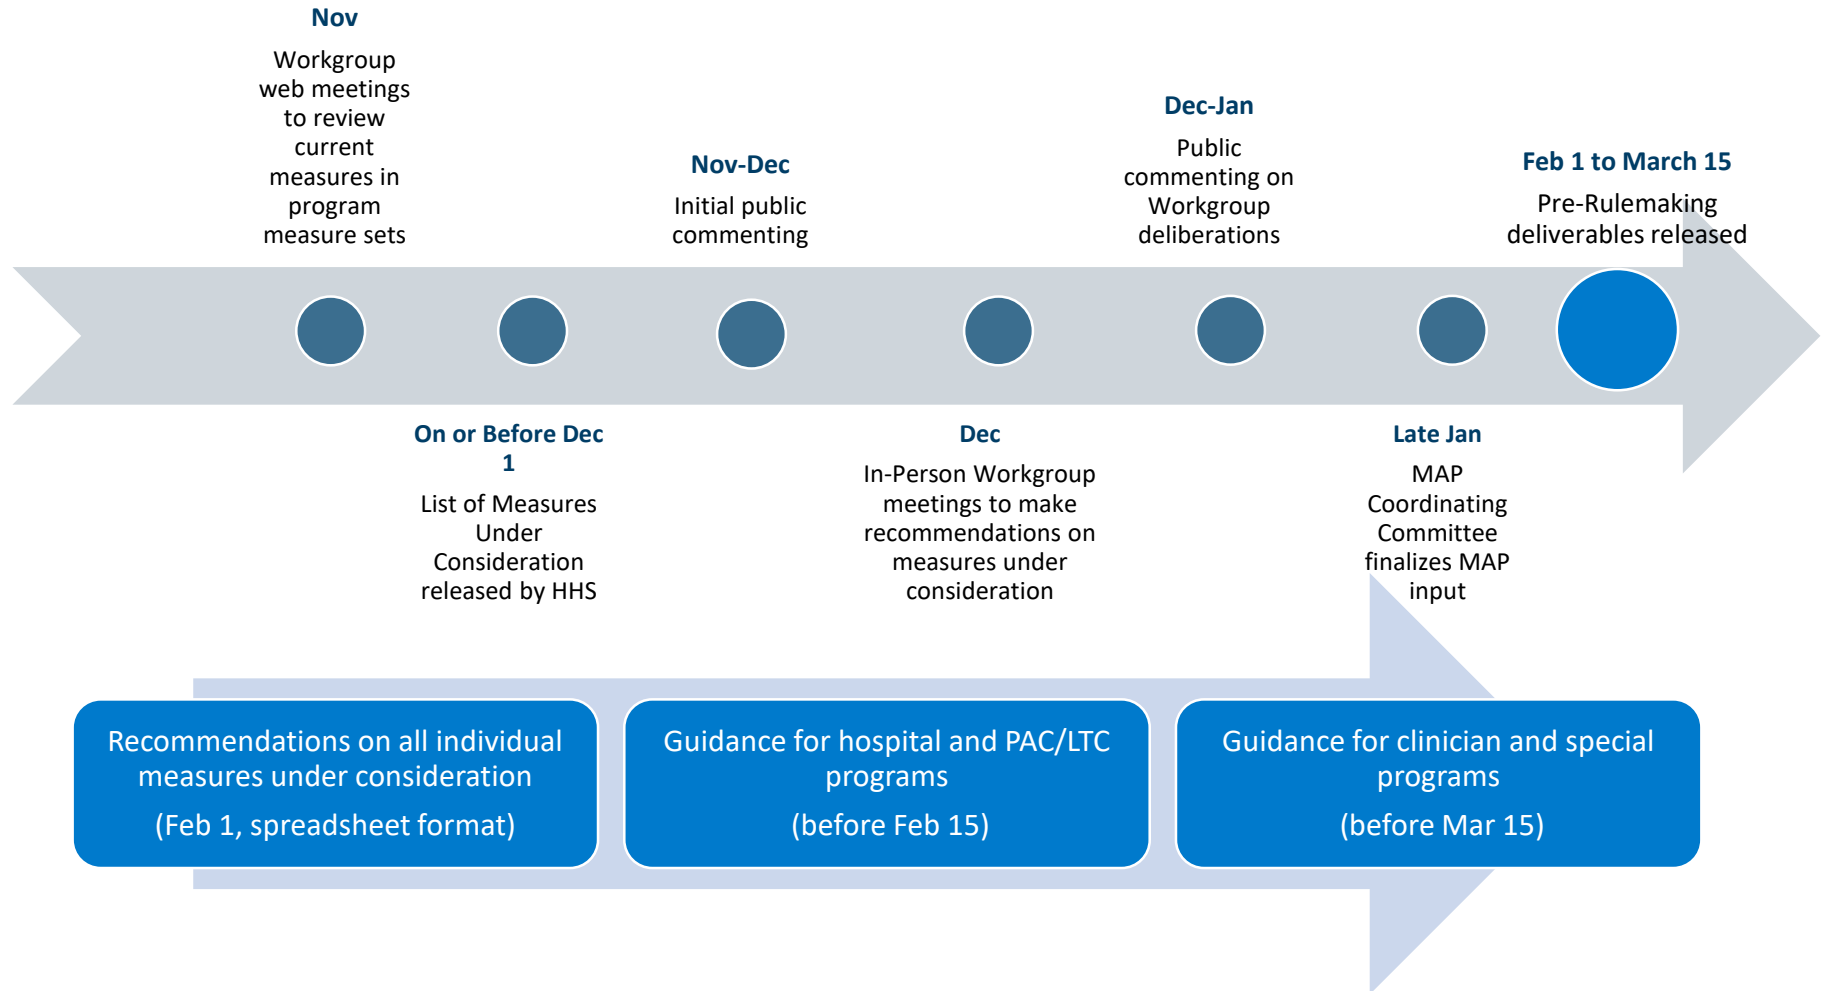 Nov
Workgroup
web meetings
to review
current
measures in
program
measure sets
On or Before Dec
1
List of Measures
Under
Consideration
released by HHS
Nov-Dec
Initial public
commenting
Dec
In-Person Workgroup
meetings to make
recommendations on
measures under
consideration
Dec-Jan
Public
commenting on
Workgroup
deliberations
Late Jan
MAP
Coordinating
Committee
finalizes MAP
input
Feb 1 to March 15
Pre-Rulemaking
deliverables released
Recommendations on all individual
measures under consideration
(Feb 1, spreadsheet format)
Guidance for hospital and PAC/LTC
programs
(before Feb 15)
Guidance for clinician and special
programs
(before Mar 15)